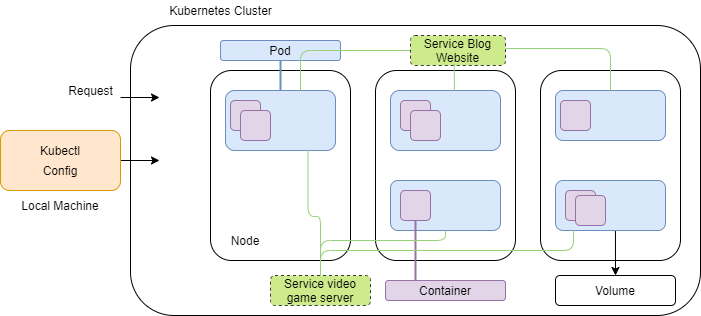 Kubernetes Cluster
Pod
Service Blog
Website
Request
Kubectl
Config
Local Machine
Node
Service video
game server
Container
Volume